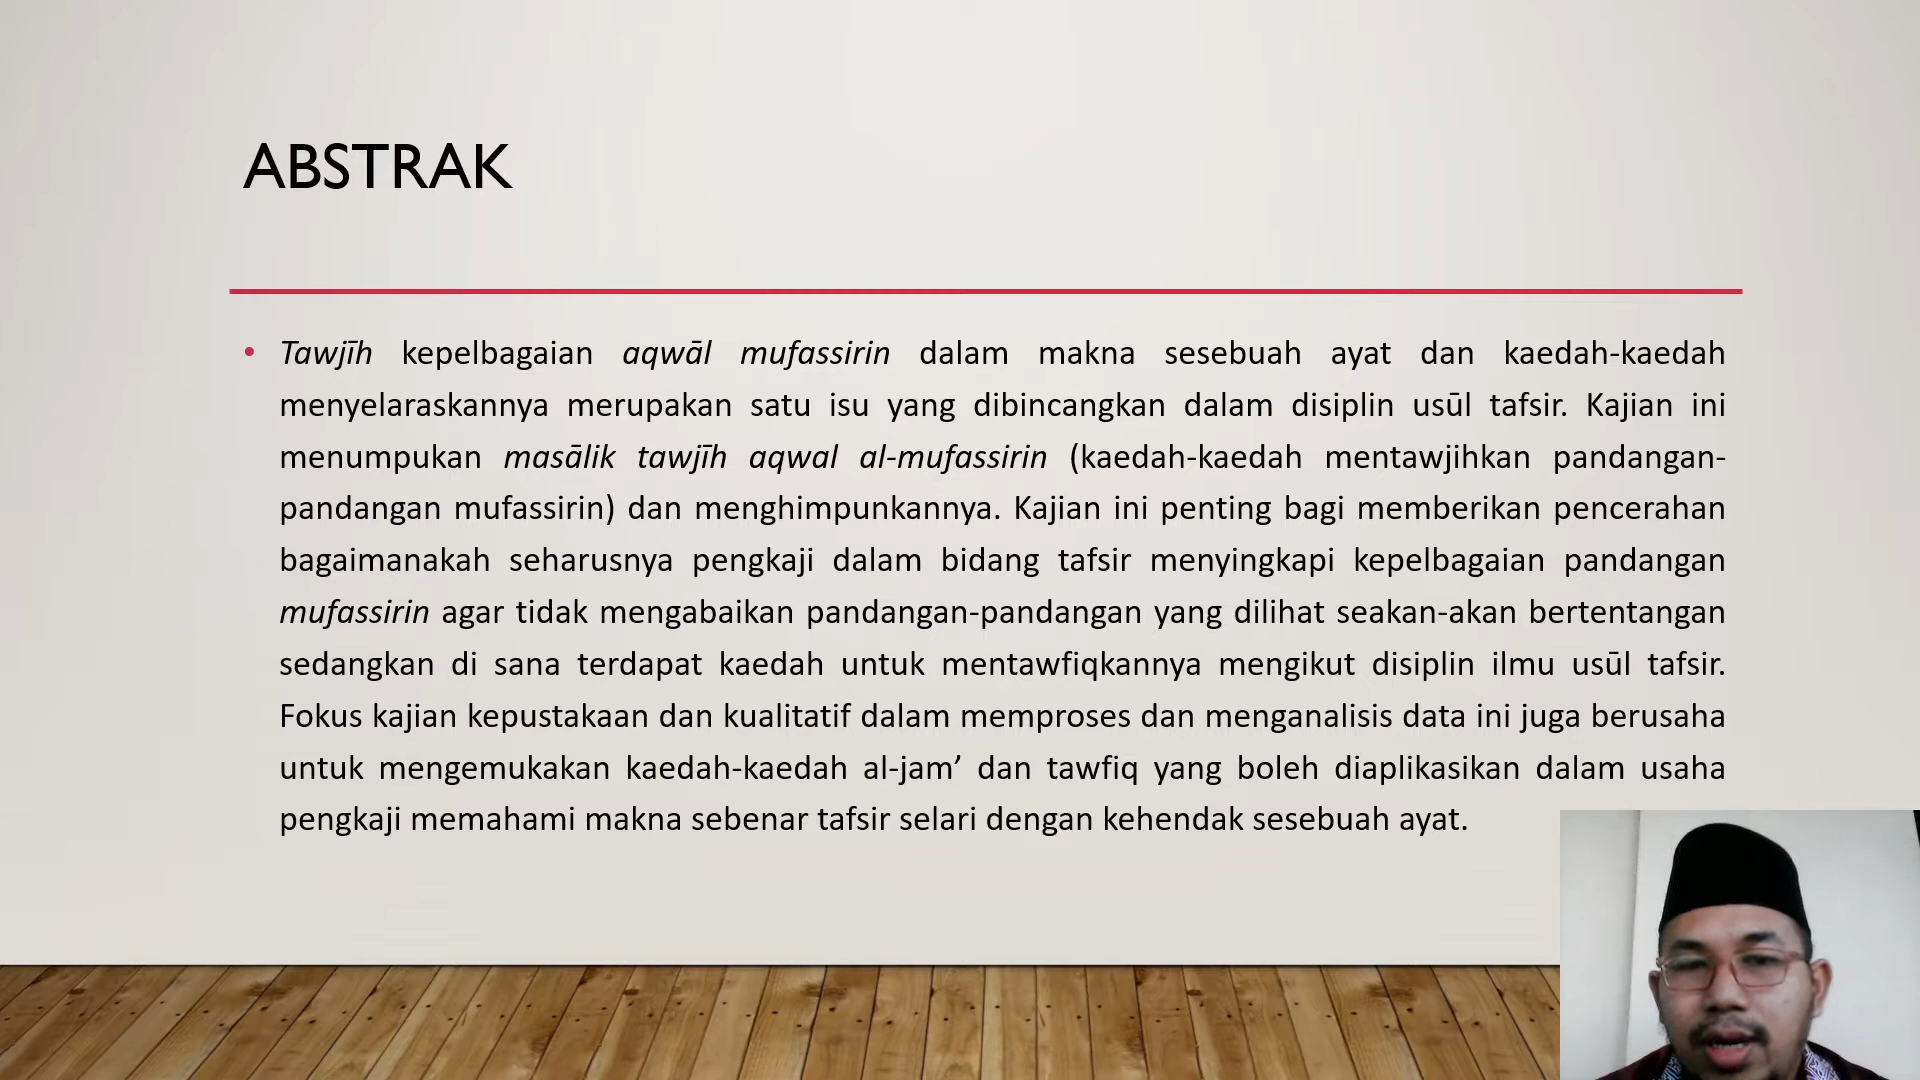 ABSTRAK
• Tawjīh kepelbagaian aqwāl mufassirin dalam makna sesebuah ayat dan kaedah-kaedah
menyelaraskannya merupakan satu isu yang dibincangkan dalam disiplin usūl tafsir. Kajian ini
menumpukan masālik tawjīh aqwal al-mufassirin (kaedah-kaedah mentawjihkan pandangan-
pandangan mufassirin) dan menghimpunkannya. Kajian ini penting bagi memberikan pencerahan
bagaimanakah seharusnya pengkaji dalam bidang tafsir menyingkapi kepelbagaian pandangan
mufassirin agar tidak mengabaikan pandangan-pandangan yang dilihat seakan-akan bertentangan
sedangkan di sana terdapat kaedah untuk mentawfiqkannya mengikut disiplin ilmu usūl tafsir.
Fokus kajian kepustakaan dan kualitatif dalam memproses dan menganalisis data ini juga berusaha
untuk mengemukakan kaedah-kaedah al-jam’ dan tawfiq yang boleh diaplikasikan dalam usaha
pengkaji memahami makna sebenar tafsir selari dengan kehendak sesebuah ayat.